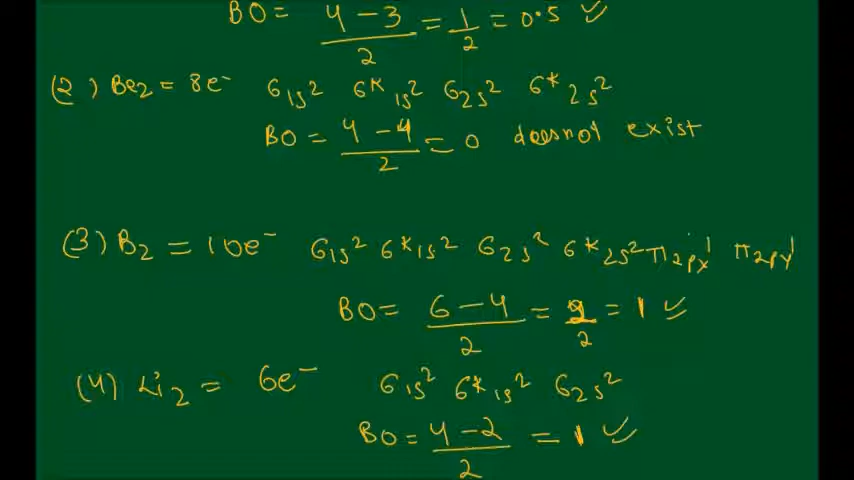 BO = 4 - 3 / 2 = 1/2 = 0.5 ✓
(2) Be2 = 8e⁻ σ1s² σ*1s² σ2s² σ*2s²
BO = 4 - 4 / 2 = 0 doesnot exist
(3) B2 = 10e⁻ σ1s² σ*1s² σ2s² σ*2s² π2px¹ π2py¹
BO = 6 - 4 / 2 = 2/2 = 1 ✓
(4) Li2 = 6e⁻ σ1s² σ*1s² σ2s²
BO = 4 - 2 / 2 = 1 ✓